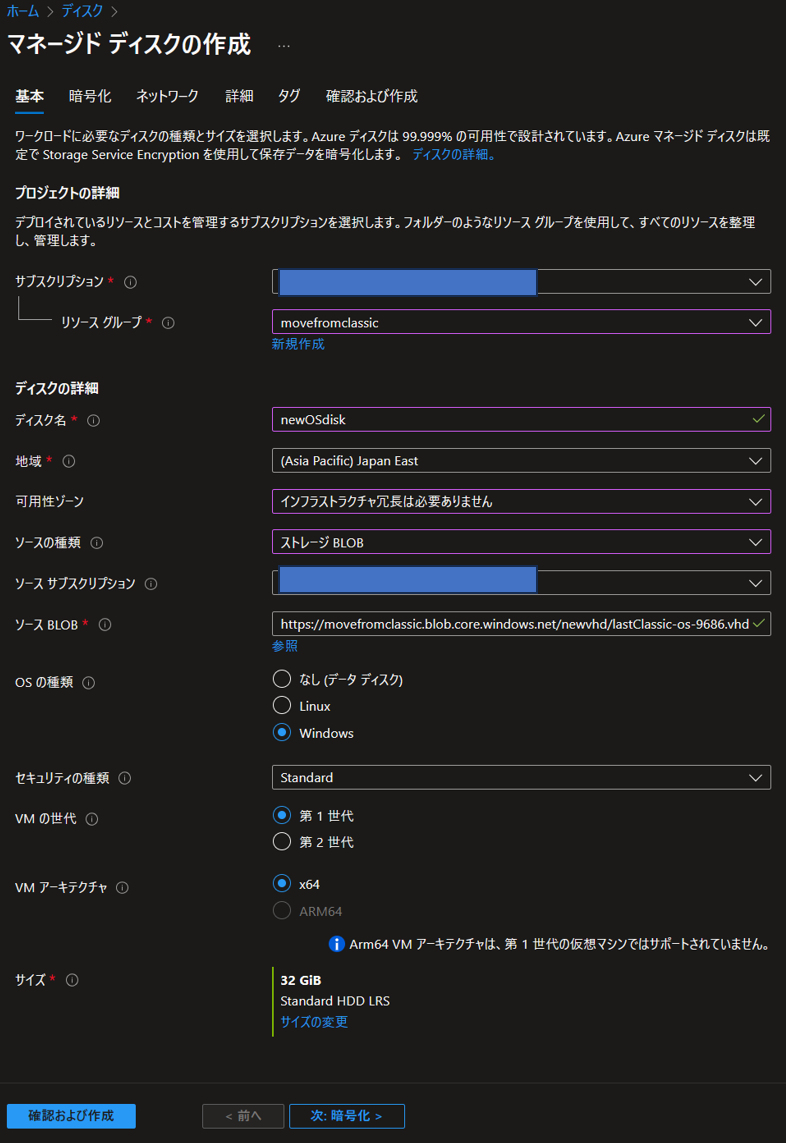 ホーム > ディスク >
マネージド ディスクの作成 …
基本 暗号化 ネットワーク 詳細 タグ 確認および作成
ワークロードに必要なディスクの種類とサイズを選択します。Azure ディスクは 99.999% の可用性で設計されています。Azure マネージド ディスクは既
定で Storage Service Encryption を使用して保存データを暗号化します。 ディスクの詳細。
プロジェクトの詳細
デプロイされているリソースとコストを管理するサブスクリプションを選択します。フォルダーのようなリソース グループを使用して、すべてのリソースを整理
し、管理します。
サブスクリプション *
リソース グループ * movefromclassic
新規作成
ディスクの詳細
ディスク名 * newOSdisk
地域 * (Asia Pacific) Japan East
可用性ゾーン インフラストラクチャ冗長は必要ありません
ソースの種類 ストレージ BLOB
ソース サブスクリプション
ソース BLOB * https://movefromclassic.blob.core.windows.net/newvhd/lastClassic-os-9686.vhd
参照
OS の種類 なし (データ ディスク)
Linux
Windows
セキュリティの種類 Standard
VM の世代 第 1 世代
第 2 世代
VM アーキテクチャ x64
ARM64
Arm64 VM アーキテクチャは、第 1 世代の仮想マシンではサポートされていません。
サイズ * 32 GiB
Standard HDD LRS
サイズの変更
確認および作成 < 前へ 次: 暗号化 >